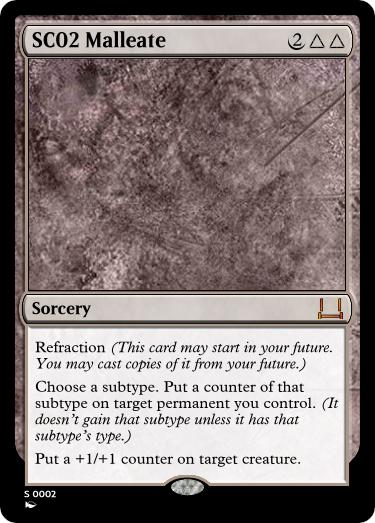 SCO2 Malleate
2 △ △
Sorcery
Refraction (This card may start in your future.
You may cast copies of it from your future.)
Choose a subtype. Put a counter of that
subtype on target permanent you control. (It
doesn't gain that subtype unless it has that
subtype's type.)
Put a +1/+1 counter on target creature.
S 0002